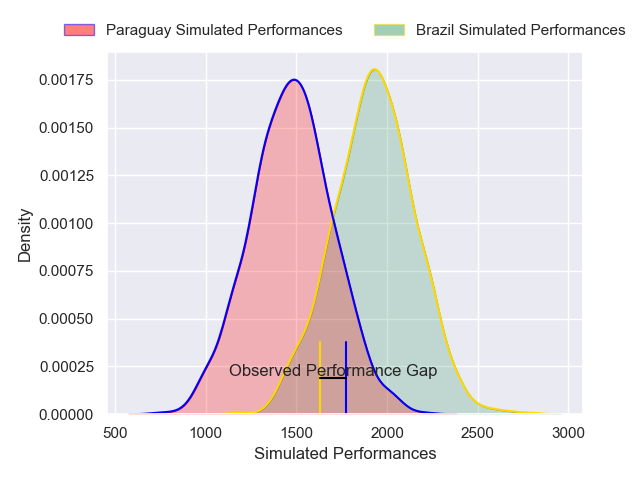 Paraguay Simulated Performances
Brazil Simulated Performances
0.00175
0.00150
0.00125
0.00100
0.00075
0.00050
0.00025
0.00000
Density
Observed Performance Gap
500
1000
1500
2000
2500
3000
Simulated Performances